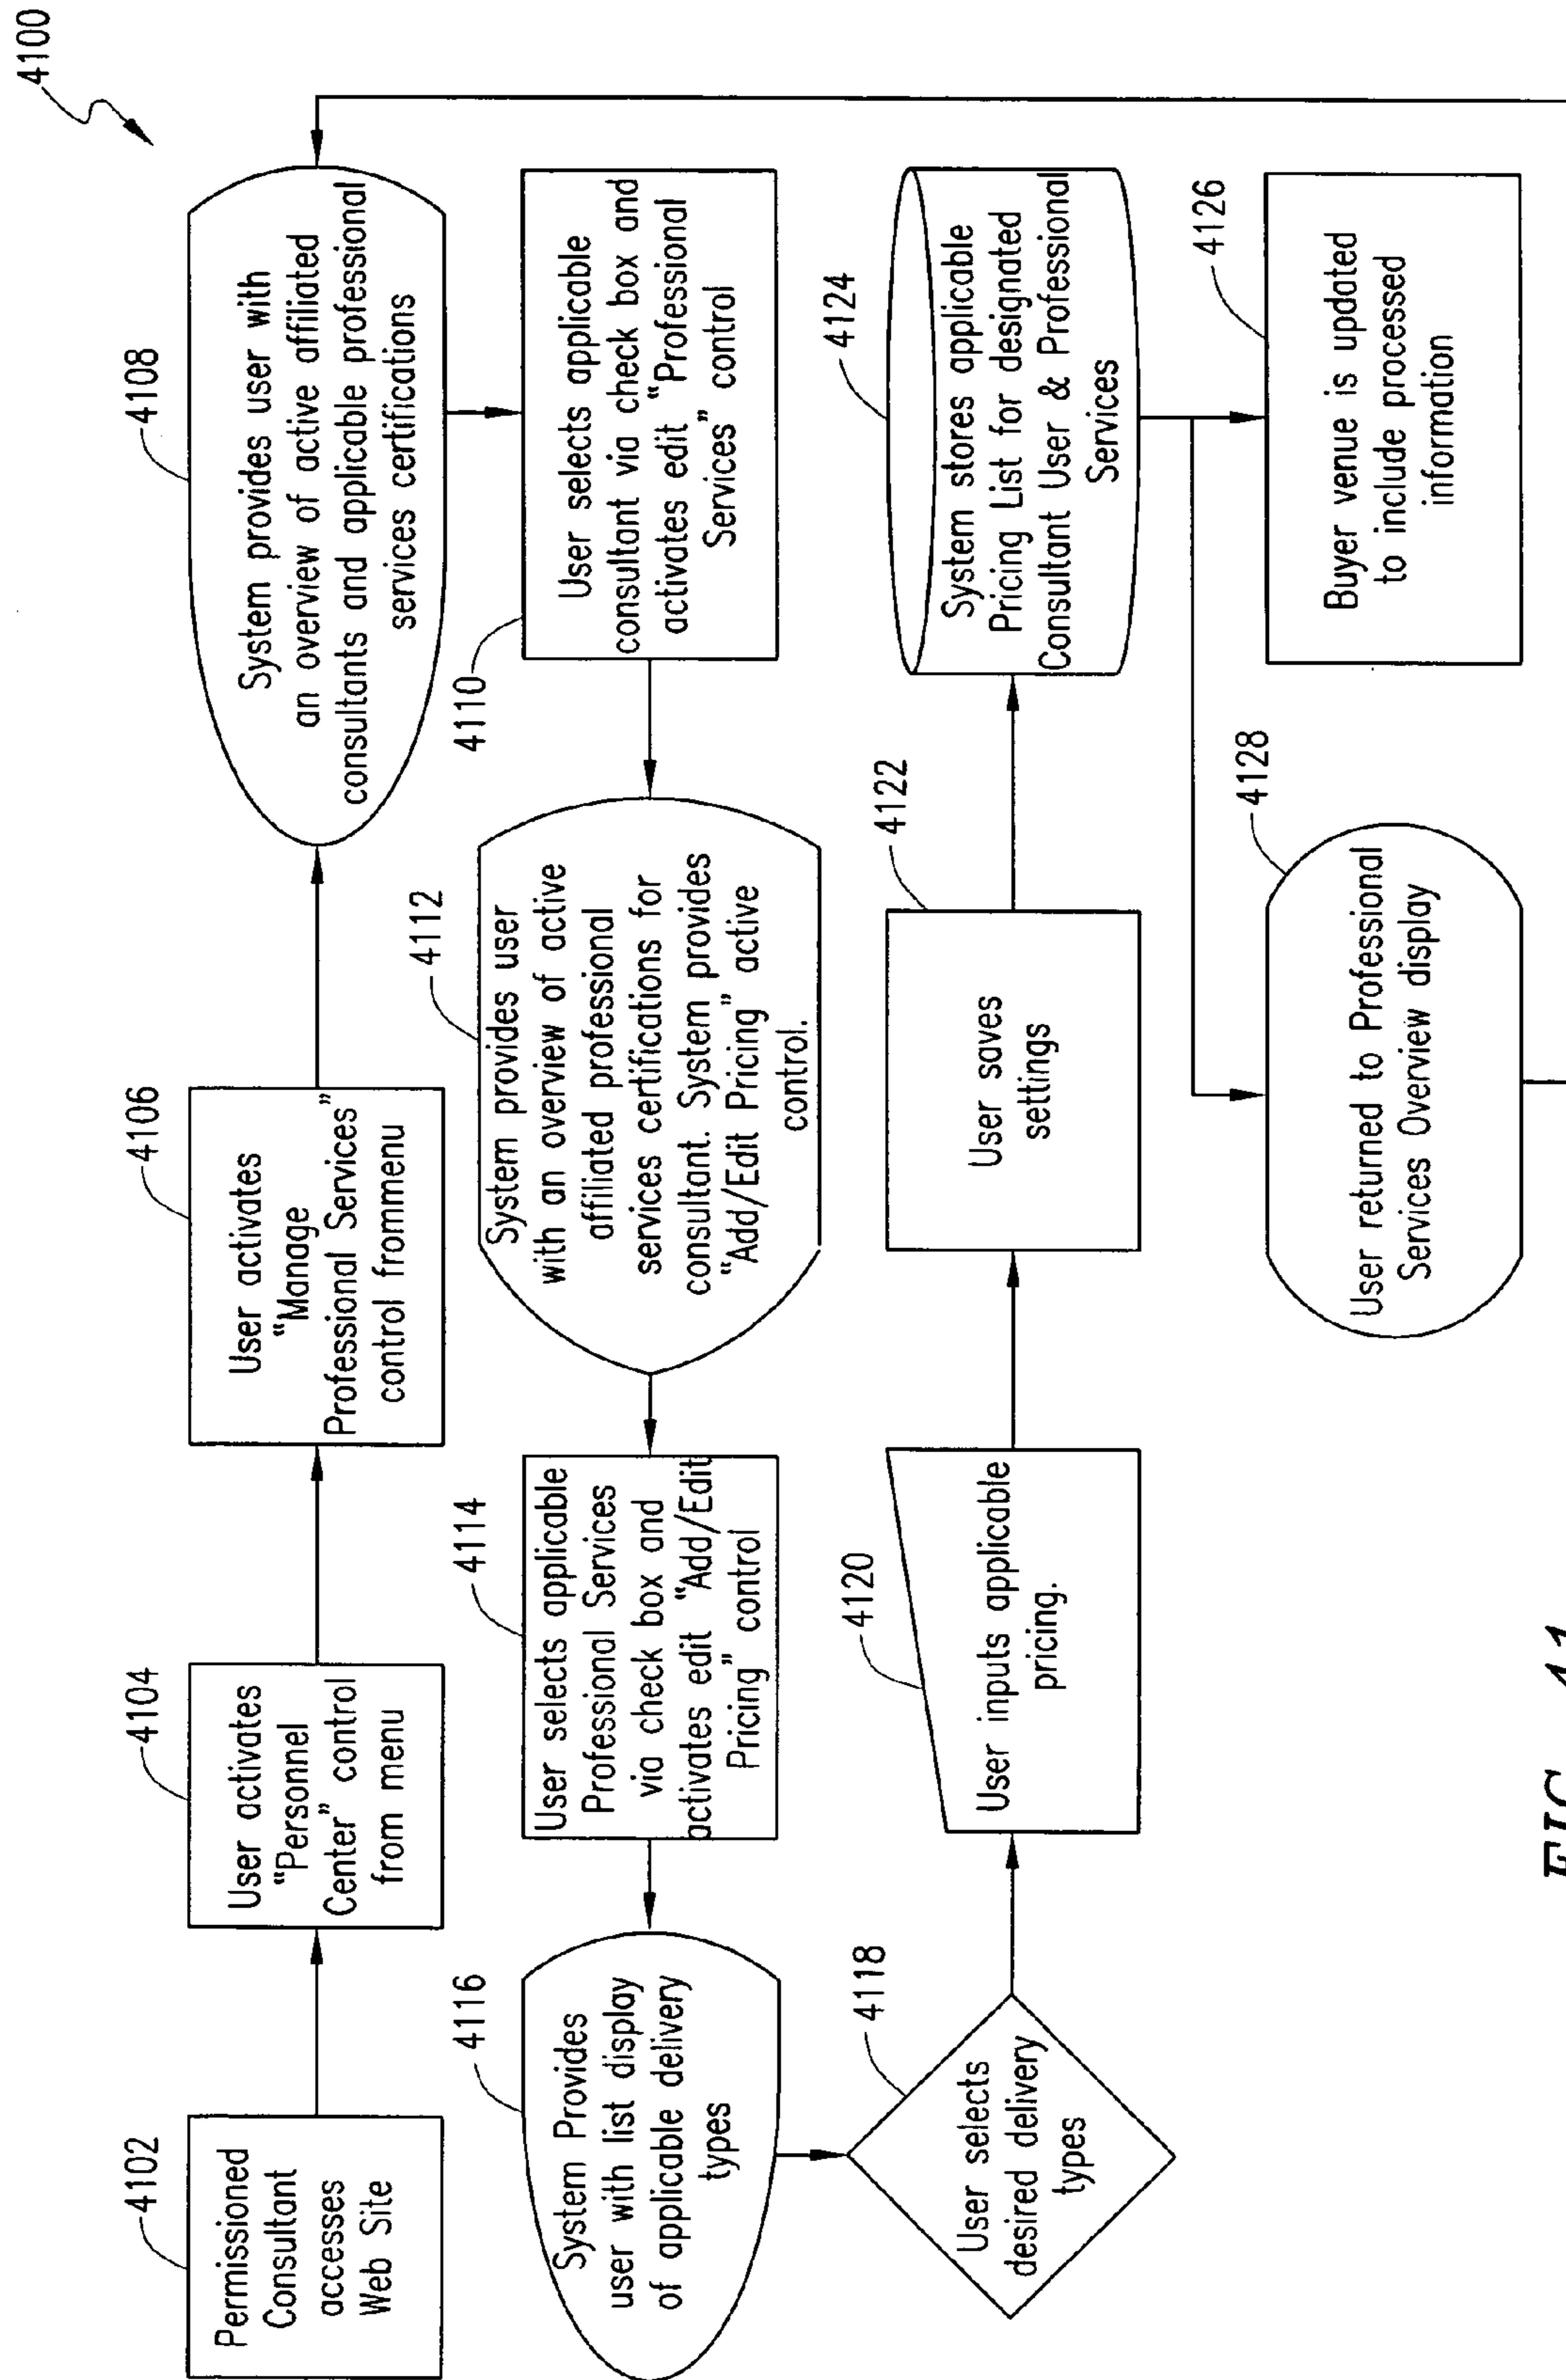 4100
4102
Permissioned
Consultant
accesses
Web Site
4104
User activates
“Personnel
Center” control
from menu
4106
User activates
“Manage
Professional Services”
control frommenu
4108
System provides user with
an overview of active affiliated
consultants and applicable professional
services certifications
4110
User selects applicable
consultant via check box and
activates edit “Professional
Services” control
4112
System provides user
with an overview of active
affiliated professional
services certifications for
consultant. System provides
“Add/Edit Pricing” active
control.
4114
User selects applicable
Professional Services
via check box and
activates edit “Add/Edit
Pricing” control
4116
System Provides
user with list display
of applicable delivery
types
4118
User selects
desired delivery
types
4120
User inputs applicable
pricing.
4122
User saves
settings
4124
System stores applicable
Pricing List for designated
Consultant User & Professional
Services
4126
Buyer venue is updated
to include processed
information
4128
User returned to Professional
Services Overview display
FIG. 41